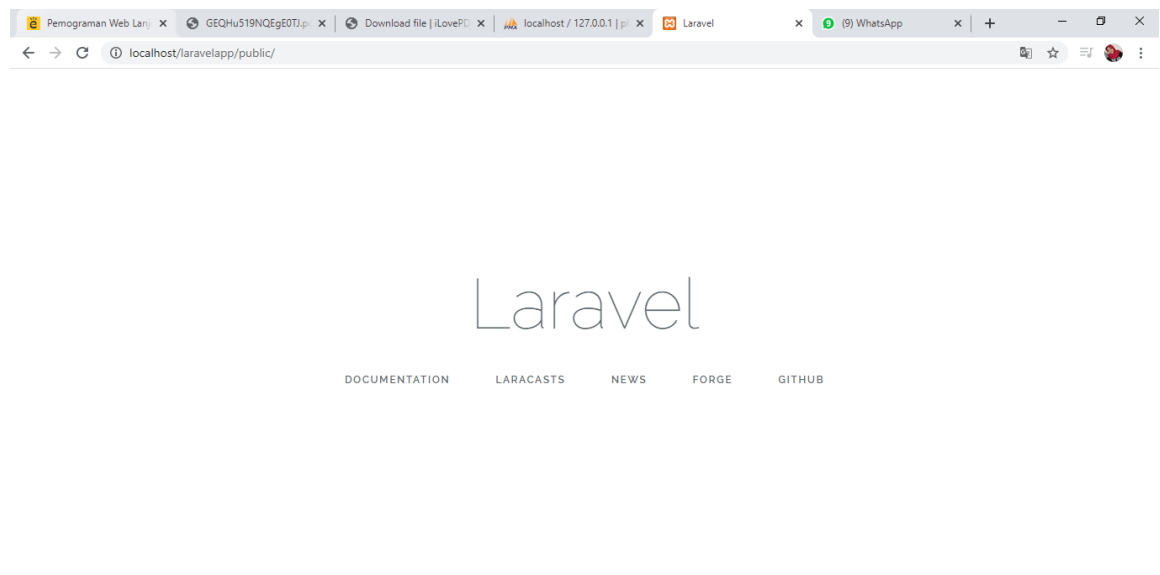 Pemograman Web Lanj
GEQHu519NQEgE0TJ.p
Download file | iLovePD
localhost / 127.0.0.1 | p
Laravel
(9) WhatsApp
localhost/laravelapp/public/
Laravel
DOCUMENTATION LARACASTS NEWS FORGE GITHUB